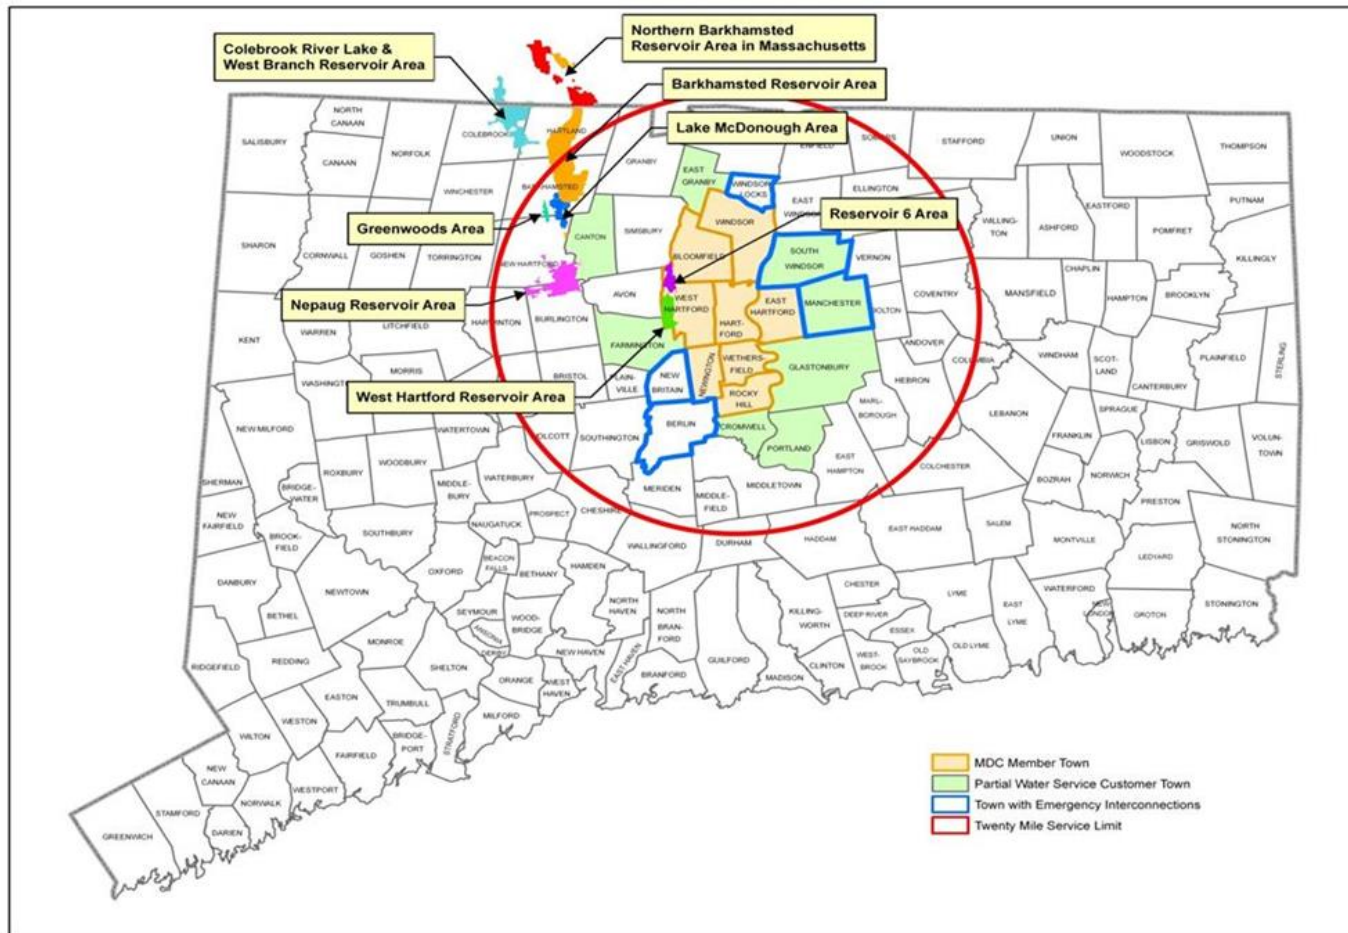 Northern Barkhamsted
Reservoir Area in Massachusetts
Colebrook River Lake &
West Branch Reservoir Area
Barkhamsted Reservoir Area
Lake McDonough Area
Reservoir 6 Area
Greenwoods Area
Nepaug Reservoir Area
West Hartford Reservoir Area
NORTH
CANAAN
SALISBURY
CANAAN
NORFOLK
COLEBROOK
HARTLAND
GRANBY
EAST
GRANBY
WINDSOR
LOCKS
ENFIELD
STAFFORD
UNION
WOODSTOCK
THOMPSON
WINCHESTER
ELLINGTON
EAST
EASTFORD
PUTNAM
SHARON
CORNWALL
GOSHEN
TORRINGTON
NEW HARTFORD
CANTON
SIMSBURY
BLOOMFIELD
WINDSOR
SOUTH
WINDSOR
VERNON
WILLING-
TON
ASHFORD
POMFRET
KILLINGLY
CHAPLIN
KENT
WARREN
LITCHFIELD
BURLINGTON
AVON
WEST
HARTFORD
HART-
FORD
EAST
HARTFORD
MANCHESTER
COVENTRY
MANSFIELD
HAMPTON
BROOKLYN
MORRIS
FARMINGTON
BRISTOL
PLAIN-
VILLE
NEW
BRITAIN
NEWINGTON
WETHERS-
FIELD
ROCKY
HILL
GLASTONBURY
ANDOVER
COLUMBIA
HEBRON
MARL-
BOROUGH
WINDHAM
SCOT-
LAND
CANTERBURY
PLAINFIELD
STERLING
NEW MILFORD
WATERTOWN
SOUTHINGTON
BERLIN
CROMWELL
PORTLAND
EAST
HAMPTON
LEBANON
SPRAGUE
FRANKLIN
LISBON
GRISWOLD
VOLUN-
TOWN
SHERMAN
ROXBURY
WOODBURY
BRIDGE-
WATER
MIDDLE-
BURY
WATERBURY
MERIDEN
MIDDLE-
FIELD
MIDDLETOWN
COLCHESTER
BOZRAH
NORWICH
PRESTON
NEW
FAIRFIELD
BROOK-
FIELD
SOUTHBURY
NAUGATUCK
PROSPECT
CHESHIRE
WALLINGFORD
DURHAM
HADDAM
EAST HADDAM
SALEM
MONTVILLE
LEDYARD
NORTH
STONINGTON
DANBURY
BETHEL
NEWTOWN
OXFORD
BEACON
FALLS
BETHANY
HAMDEN
NORTH
HAVEN
NORTH
BRAN-
FORD
CHESTER
DEEP RIVER
KILLING-
WORTH
ESSEX
LYME
EAST
LYME
WATERFORD
GROTON
STONINGTON
RIDGEFIELD
REDDING
MONROE
SEYMOUR
ANSONIA
DERBY
WOOD-
BRIDGE
NEW HAVEN
EAST HAVEN
BRANFORD
GUILFORD
MADISON
CLINTON
WEST-
BROOK
OLD
SAYBROOK
OLD LYME
SHELTON
ORANGE
WEST
HAVEN
MILFORD
EASTON
TRUMBULL
WESTON
WILTON
BRIDGE-
PORT
STRATFORD
FAIRFIELD
NEW
CANAAN
NORWALK
WESTPORT
STAMFORD
DARIEN
GREENWICH
MDC Member Town
Partial Water Service Customer Town
Town with Emergency Interconnections
Twenty Mile Service Limit